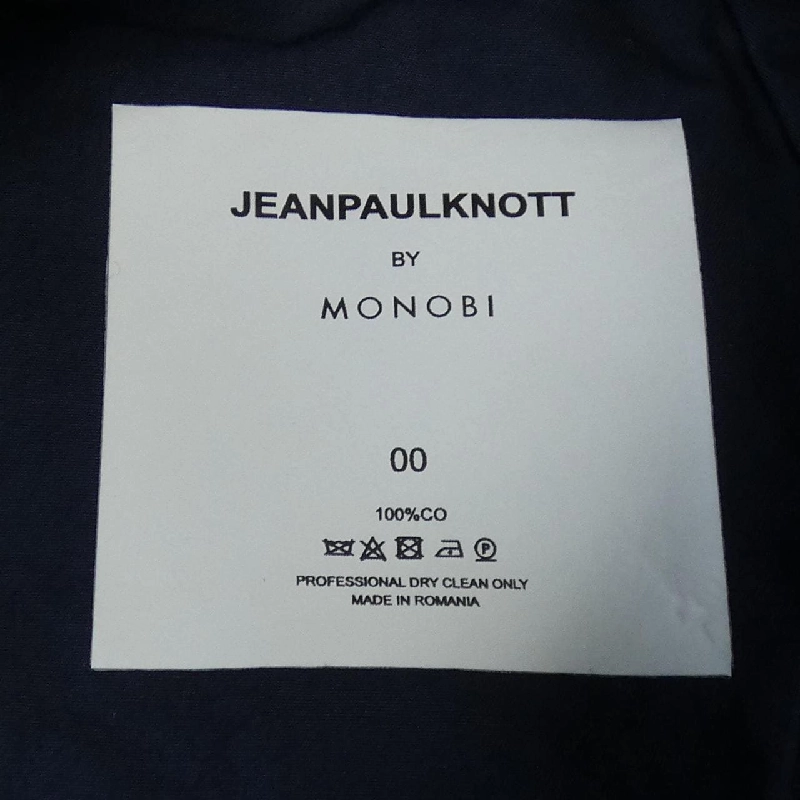 JEANPAULKNOTT
BY
MONOBI
00
100%CO
P
PROFESSIONAL DRY CLEAN ONLY
MADE IN ROMANIA